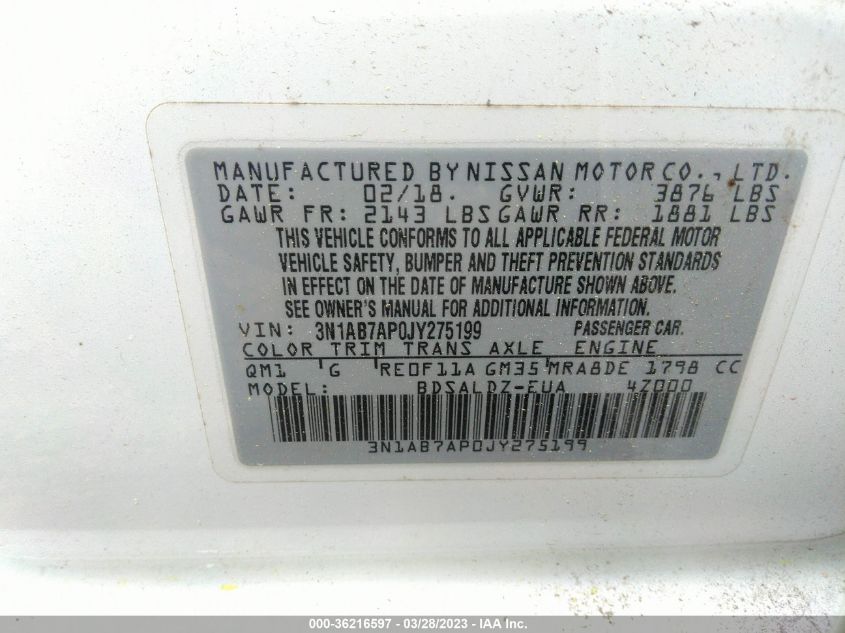 MANUFACTURED BY NISSAN MOTOR CO., LTD.
DATE: 02/18. GVWR: 3876 LBS
GAWR FR: 2143 LBS GAWR RR: 1881 LBS
THIS VEHICLE CONFORMS TO ALL APPLICABLE FEDERAL MOTOR
VEHICLE SAFETY, BUMPER AND THEFT PREVENTION STANDARDS
IN EFFECT ON THE DATE OF MANUFACTURE SHOWN ABOVE.
SEE OWNER'S MANUAL FOR ADDITIONAL INFORMATION.
VIN: 3N1AB7AP0JY275199 PASSENGER CAR.
COLOR TRIM TRANS AXLE ENGINE
QM1 G RE0F11A GM35 MRA8DE 1798 CC
MODEL: BDSALDZ-EUA 4Z000
3N1AB7AP0JY275199
000-36216597 - 03/28/2023 - IAA Inc.